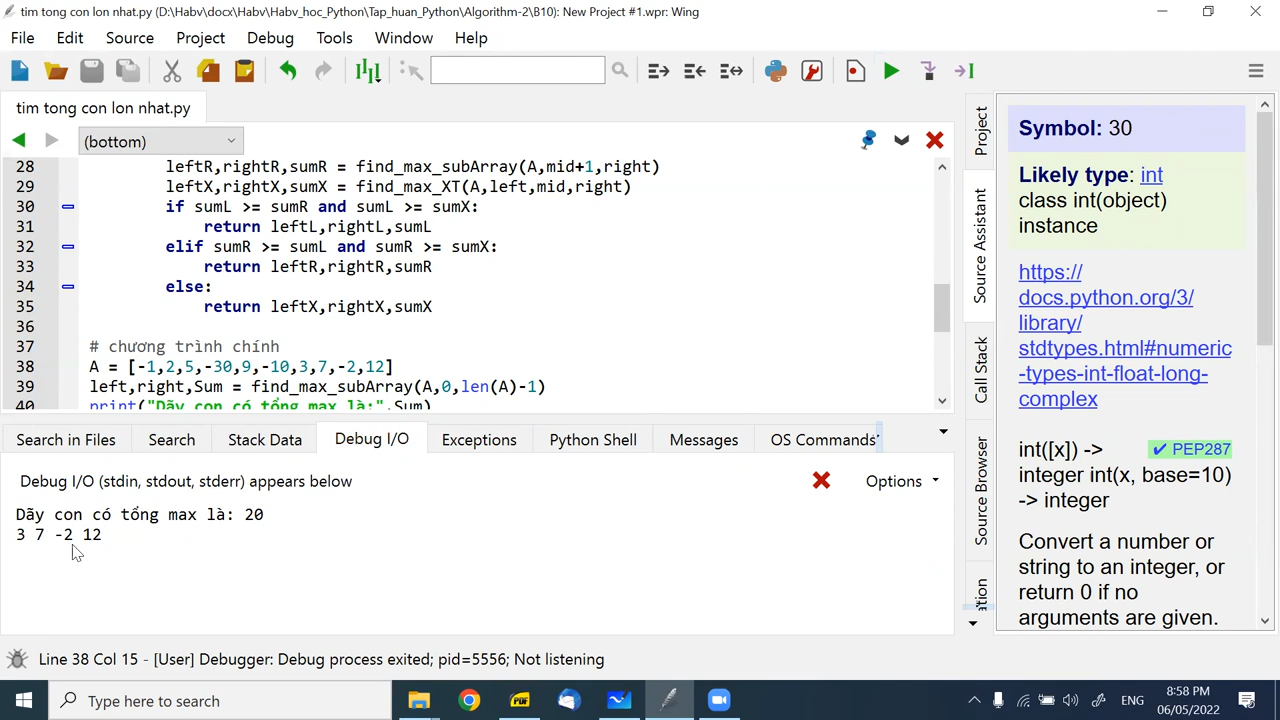 tim tong con lon nhat.py (D:\Habv\docx\Habv\Habv_hoc_Python\Tap_huan_Python\Algorithm-2\B10): New Project #1.wpr: Wing
File Edit Source Project Debug Tools Window Help
tim tong con lon nhat.py
(bottom)
28 leftR,rightR,sumR = find_max_subArray(A,mid+1,right)
29 leftX,rightX,sumX = find_max_XT(A,left,mid,right)
30 if sumL >= sumR and sumL >= sumX:
31 return leftL,rightL,sumL
32 elif sumR >= sumL and sumR >= sumX:
33 return leftR,rightR,sumR
34 else:
35 return leftX,rightX,sumX
36
37 # chương trình chính
38 A = [-1,2,5,-30,9,-10,3,7,-2,12]
39 left,right,Sum = find_max_subArray(A,0,len(A)-1)
40 print("Dãy con có tổng max là:",Sum)
Search in Files Search Stack Data Debug I/O Exceptions Python Shell Messages OS Commands
Debug I/O (stdin, stdout, stderr) appears below
Options
Dãy con có tổng max là: 20
3 7 -2 12
Project
Source Assistant
Call Stack
Source Browser
Symbol: 30
Likely type: int
class int(object)
instance
https://
docs.python.org/3/
library/
stdtypes.html#numeric
-types-int-float-long-
complex
int([x]) -> ✔ PEP287
integer int(x, base=10)
-> integer
Convert a number or
string to an integer, or
return 0 if no
arguments are given.
Line 38 Col 15 - [User] Debugger: Debug process exited; pid=5556; Not listening
Type here to search
PDF
ENG
8:58 PM
06/05/2022